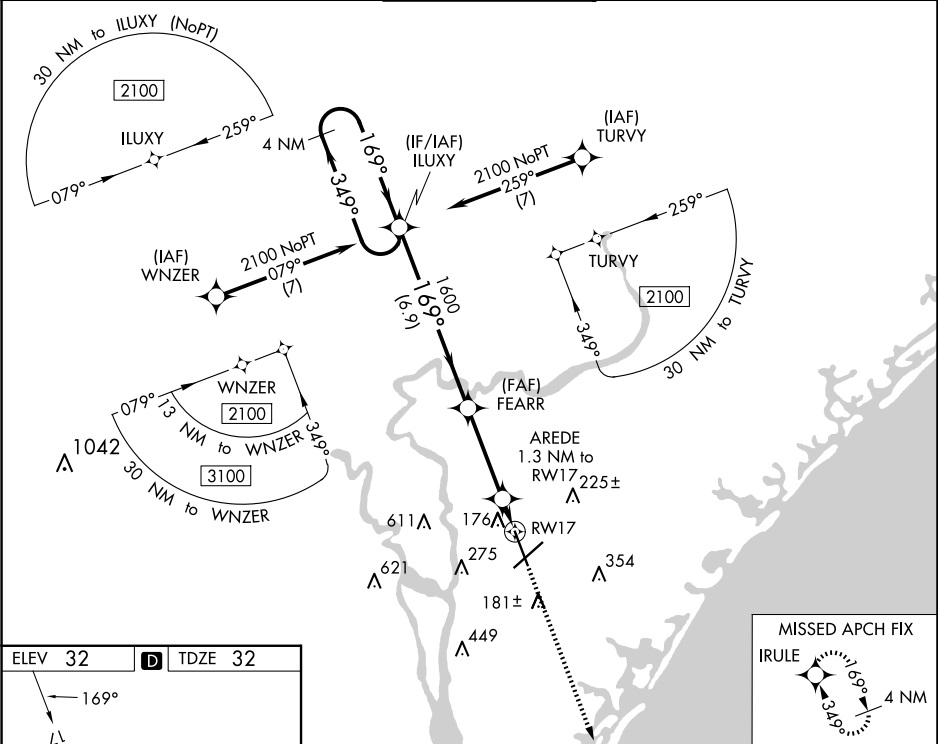 30 NM to ILUXY (NoPT)
2100
ILUXY
259°
079°
4 NM
169°
349°
(IF/IAF)
ILUXY
(IAF)
TURVY
2100 NoPT
259°
(7)
(IAF)
WNZER
2100 NoPT
079°
(7)
1600
169°
(6.9)
259°
TURVY
2100
349°
30 NM to TURVY
WNZER
079°
2100
13 NM to WNZER
349°
3100
30 NM to WNZER
1042
(FAF)
FEARR
AREDE
1.3 NM to
RW17
225±
611
176
RW17
275
621
354
181±
449
MISSED APCH FIX
IRULE
169°
4 NM
349°
ELEV 32
D
TDZE 32
169°